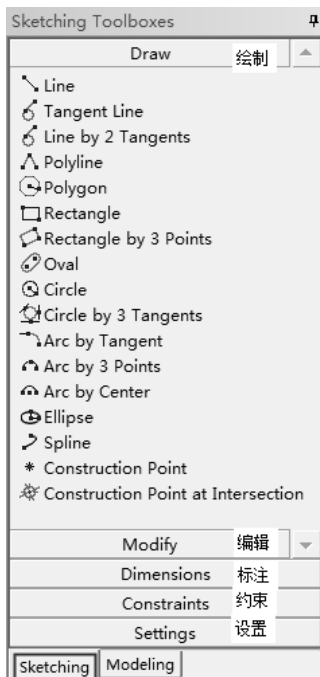 Sketching Toolboxes
Draw 绘制
Line
Tangent Line
Line by 2 Tangents
Polyline
Polygon
Rectangle
Rectangle by 3 Points
Oval
Circle
Circle by 3 Tangents
Arc by Tangent
Arc by 3 Points
Arc by Center
Ellipse
Spline
Construction Point
Construction Point at Intersection
Modify 编辑
Dimensions 标注
Constraints 约束
Settings 设置
Sketching Modeling